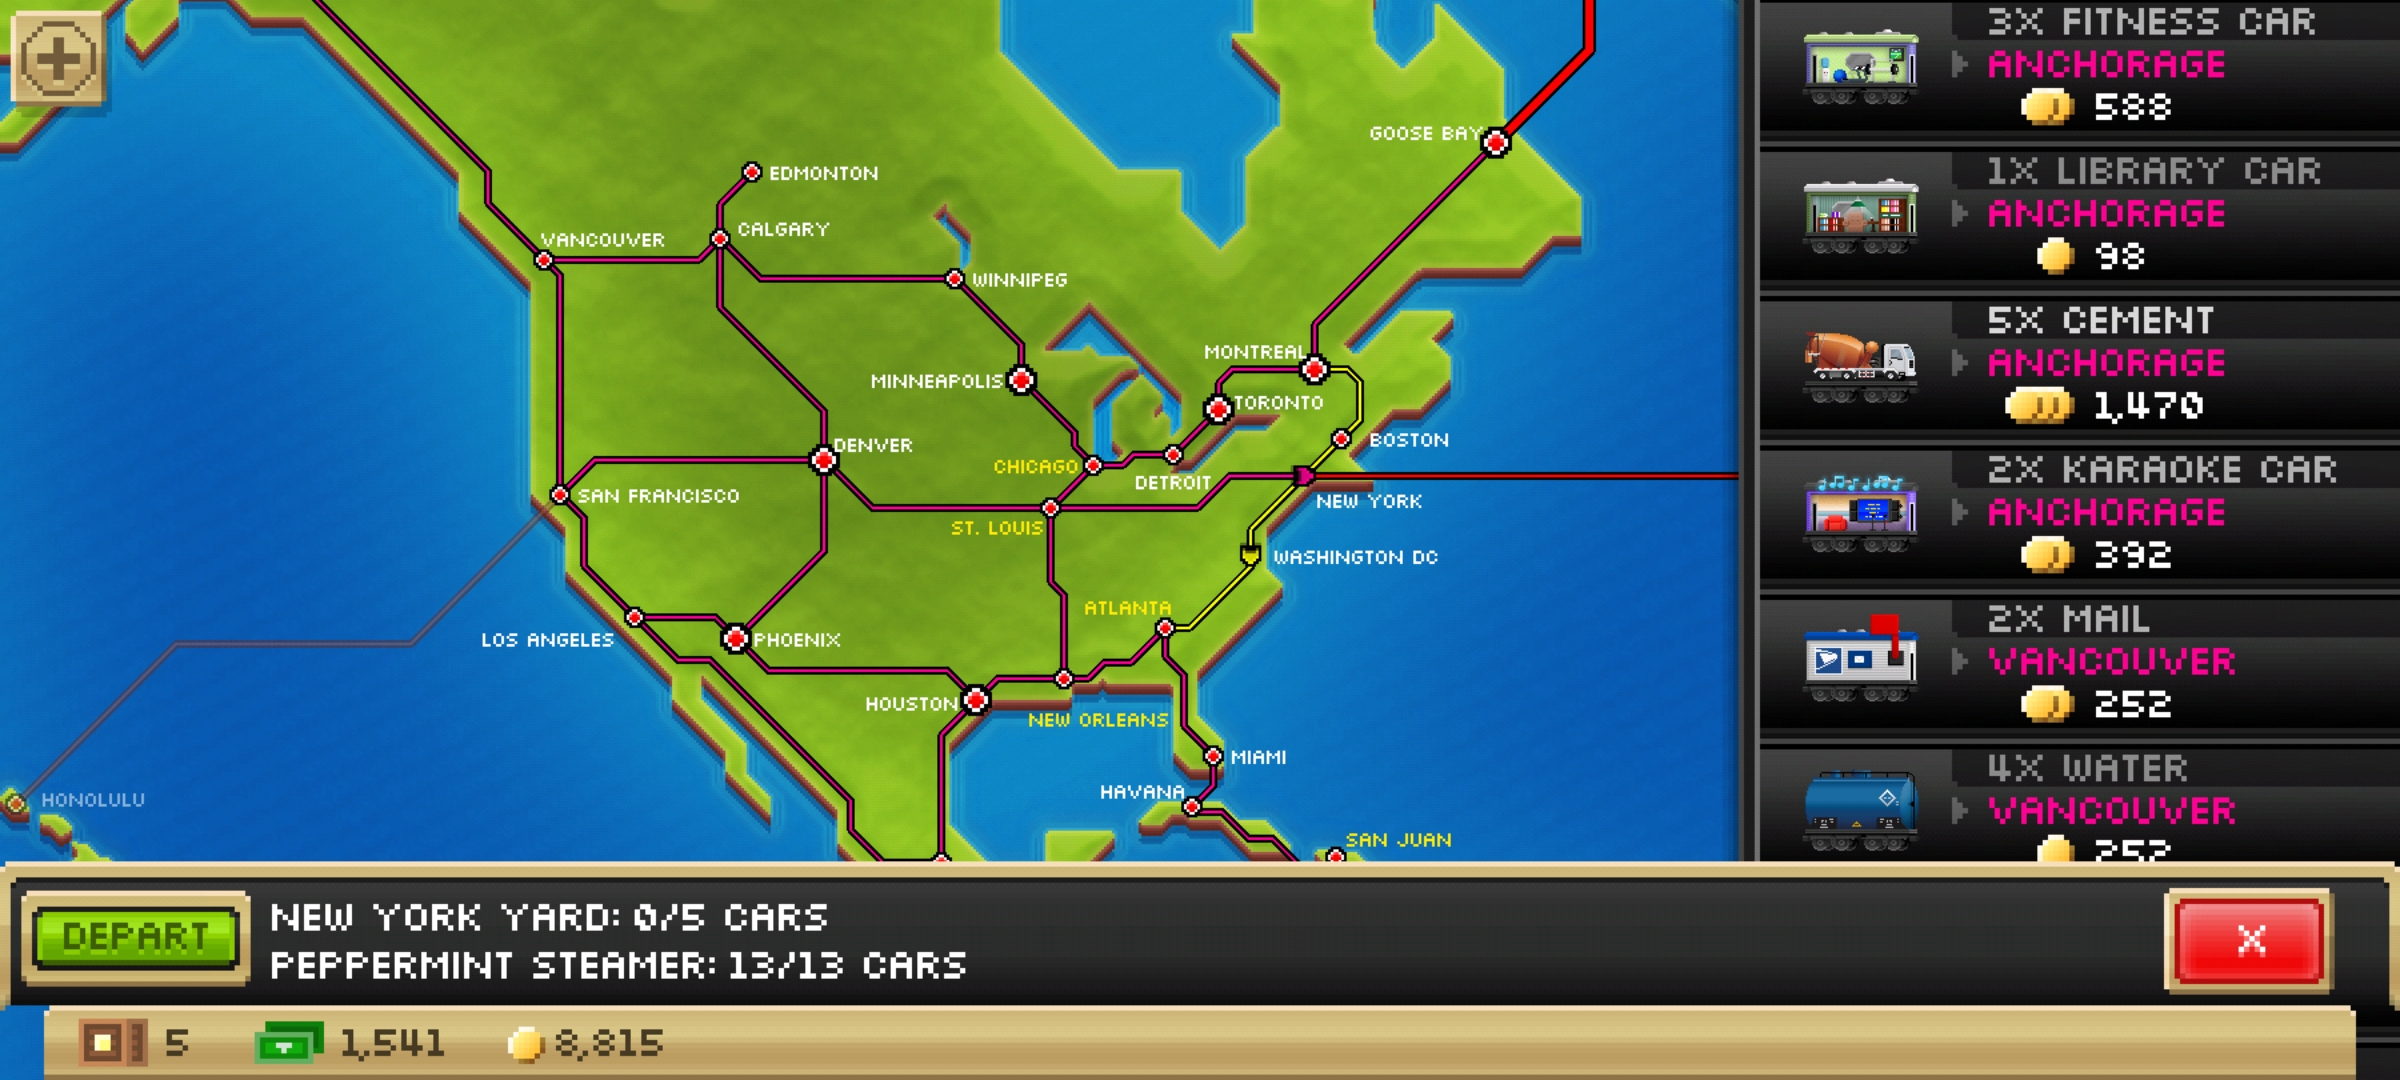 EDMONTON
CALGARY
VANCOUVER
WINNIPEG
GOOSE BAY
MONTREAL
MINNEAPOLIS
TORONTO
DENVER
BOSTON
CHICAGO
DETROIT
SAN FRANCISCO
NEW YORK
ST. LOUIS
WASHINGTON DC
ATLANTA
LOS ANGELES
PHOENIX
HOUSTON
NEW ORLEANS
MIAMI
HAVANA
HONOLULU
SAN JUAN
3X FITNESS CAR
ANCHORAGE
588
1X LIBRARY CAR
ANCHORAGE
98
5X CEMENT
ANCHORAGE
1,470
2X KARAOKE CAR
ANCHORAGE
392
2X MAIL
VANCOUVER
252
4X WATER
VANCOUVER
252
DEPART
NEW YORK YARD: 0/5 CARS
PEPPERMINT STEAMER: 13/13 CARS
X
5
1,541
8,815